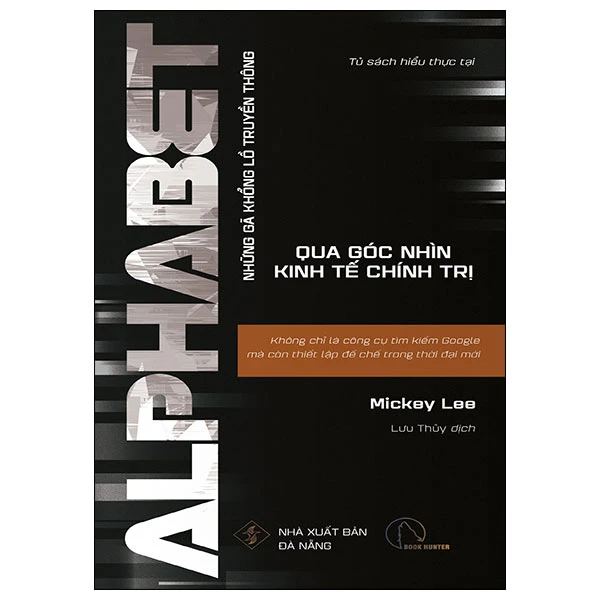 Tủ sách hiểu thực tại
ALPHABET
NHỮNG GÃ KHỔNG LỒ TRUYỀN THÔNG
QUA GÓC NHÌN
KINH TẾ CHÍNH TRỊ
Không chỉ là công cụ tìm kiếm Google
mà còn thiết lập đế chế trong thời đại mới
Mickey Lee
Lưu Thủy dịch
NHÀ XUẤT BẢN
ĐÀ NẴNG
BOOK HUNTER